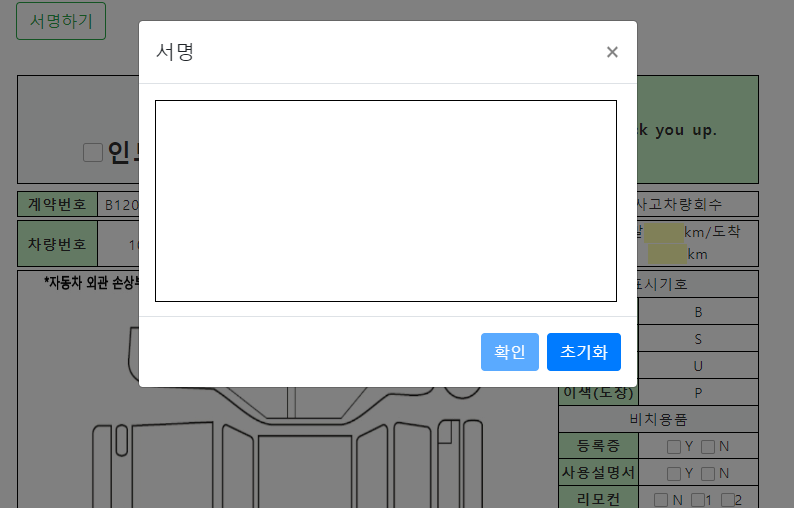 서명하기
서명
×
ck you up.
계약번호 B120
사고차량회수
차량번호
km/도착
km
*자동차 외관 손상부
표시기호
B
S
U
이색(도장) P
비치용품
등록증 Y N
사용설명서 Y N
리모컨 N 1 2
확인 초기화